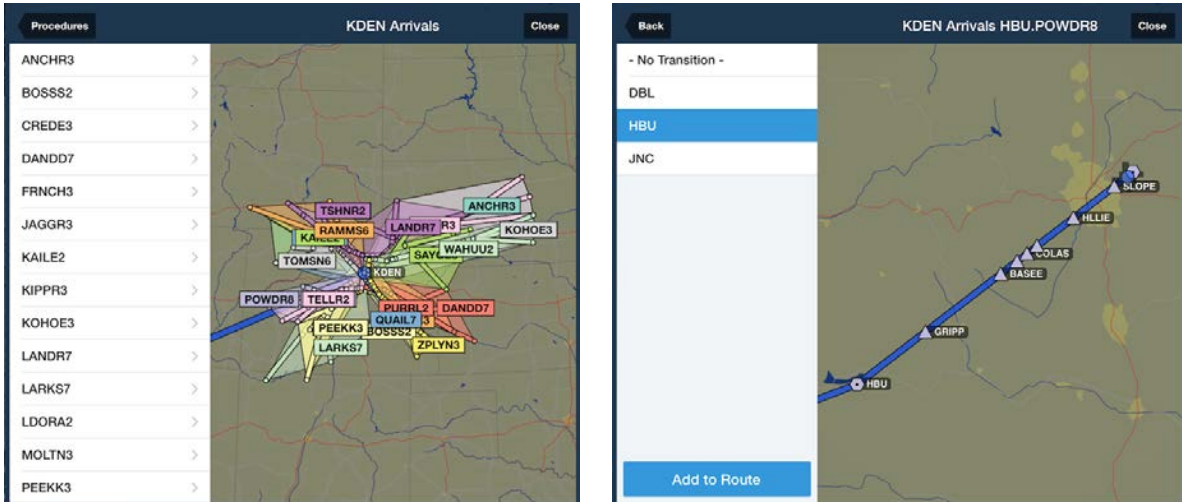 Procedures
KDEN Arrivals
Close
ANCHR3
BOSSS2
CREDE3
DANDD7
FRNCH3
JAGGR3
KAILE2
KIPPR3
KOHOE3
LANDR7
LARKS7
LDORA2
MOLTN3
PEEKK3
TSHNR2
ANCHR3
RAMMS6
LANDR7
R3
KOHOE3
WAHUU2
TOMSN6
KDEN
POWDR8
TELLR2
PURRL2
DANDD7
QUAIL7
3
PEEKK3
BOSSS2
LARKS7
ZPLYN3
Back
KDEN Arrivals HBU.POWDR8
Close
- No Transition -
DBL
HBU
JNC
Add to Route
SLOPE
HLLIE
COLAS
BASEE
GRIPP
HBU